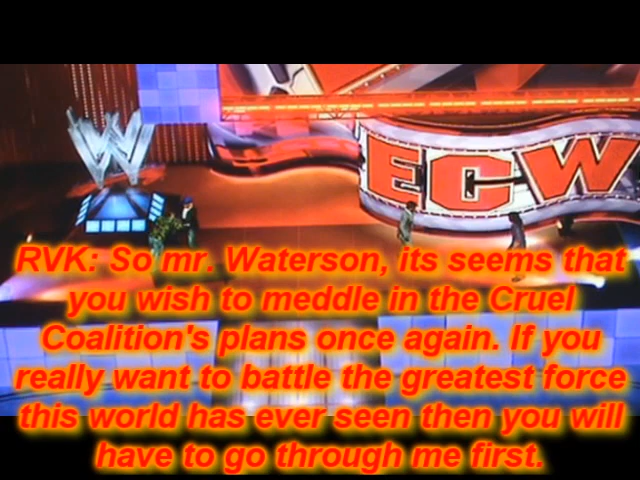 W
ECW
RVK: So mr. Waterson, its seems that
you wish to meddle in the Cruel
Coalition's plans once again. If you
really want to battle the greatest force
this world has ever seen then you will
have to go through me first.